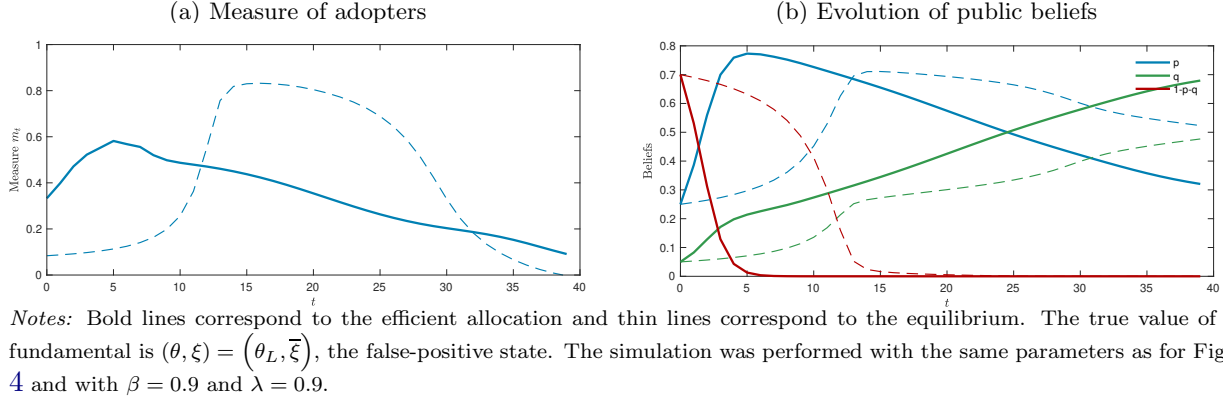 (a) Measure of adopters
(b) Evolution of public beliefs
1
0.8
0.6
0.4
0.2
0
Measure m_t
0 5 10 15 20 25 30 35 40
t
0.8
0.7
0.6
0.5
0.4
0.3
0.2
0.1
0
Beliefs
p
q
1-p-q
0 5 10 15 20 25 30 35 40
t
Notes: Bold lines correspond to the efficient allocation and thin lines correspond to the equilibrium. The true value of
fundamental is (θ, ξ) = (θ_L, ξ̄), the false-positive state. The simulation was performed with the same parameters as for Fig
4 and with β = 0.9 and λ = 0.9.